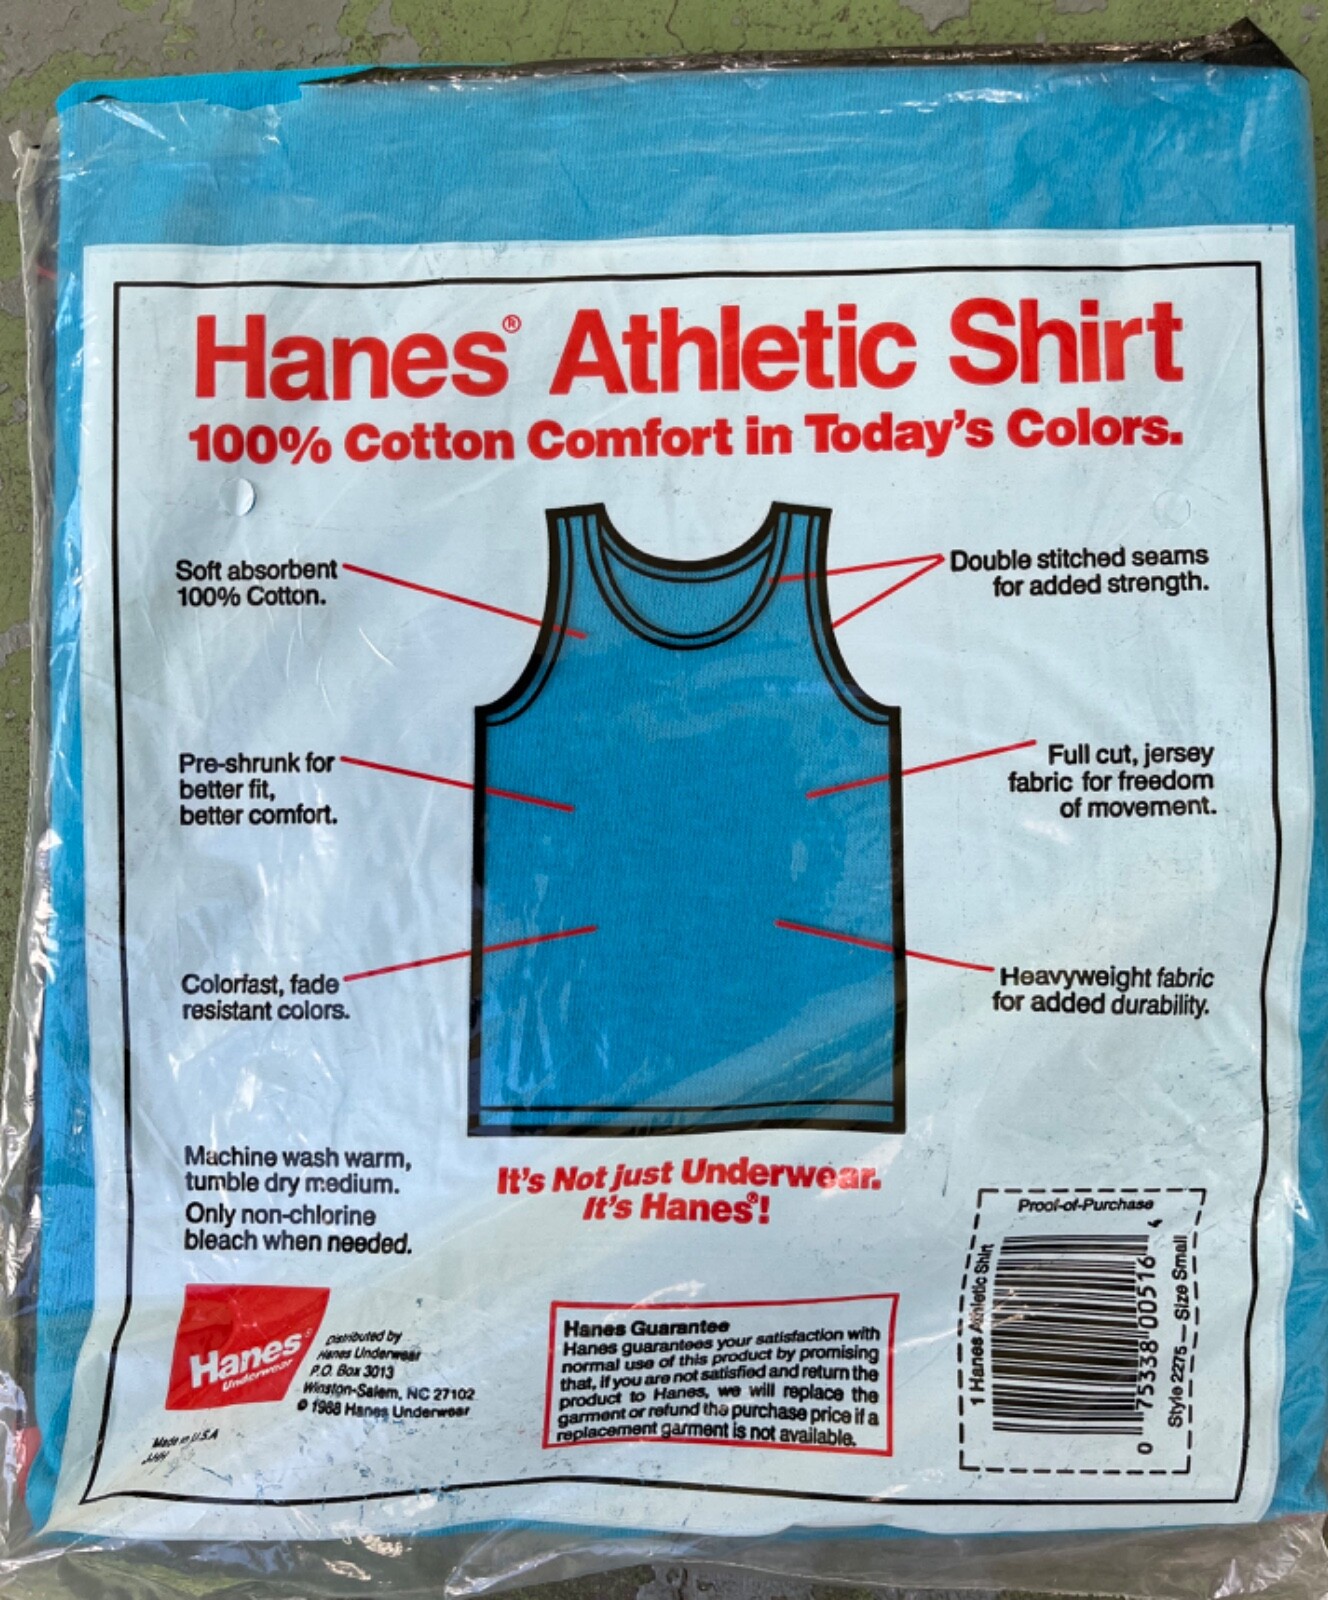 Hanes® Athletic Shirt
100% Cotton Comfort in Today's Colors.
Soft absorbent
100% Cotton.
Double stitched seams
for added strength.
Pre-shrunk for
better fit,
better comfort.
Full cut, jersey
fabric for freedom
of movement.
Colorfast, fade
resistant colors.
Heavyweight fabric
for added durability.
Machine wash warm,
tumble dry medium.
Only non-chlorine
bleach when needed.
It's Not just Underwear.
It's Hanes®!
Hanes®
Underwear
Distributed by
Hanes Underwear
P.O. Box 3013
Winston-Salem, NC 27102
© 1988 Hanes Underwear
Made in U.S.A
JHH
Hanes Guarantee
Hanes guarantees your satisfaction with
normal use of this product by promising
that, if you are not satisfied and return the
product to Hanes, we will replace the
garment or refund the purchase price if a
replacement garment is not available.
Proof-of-Purchase
1 Hanes Athletic Shirt
0 75338 00516 4
Style 2275 — Size Small